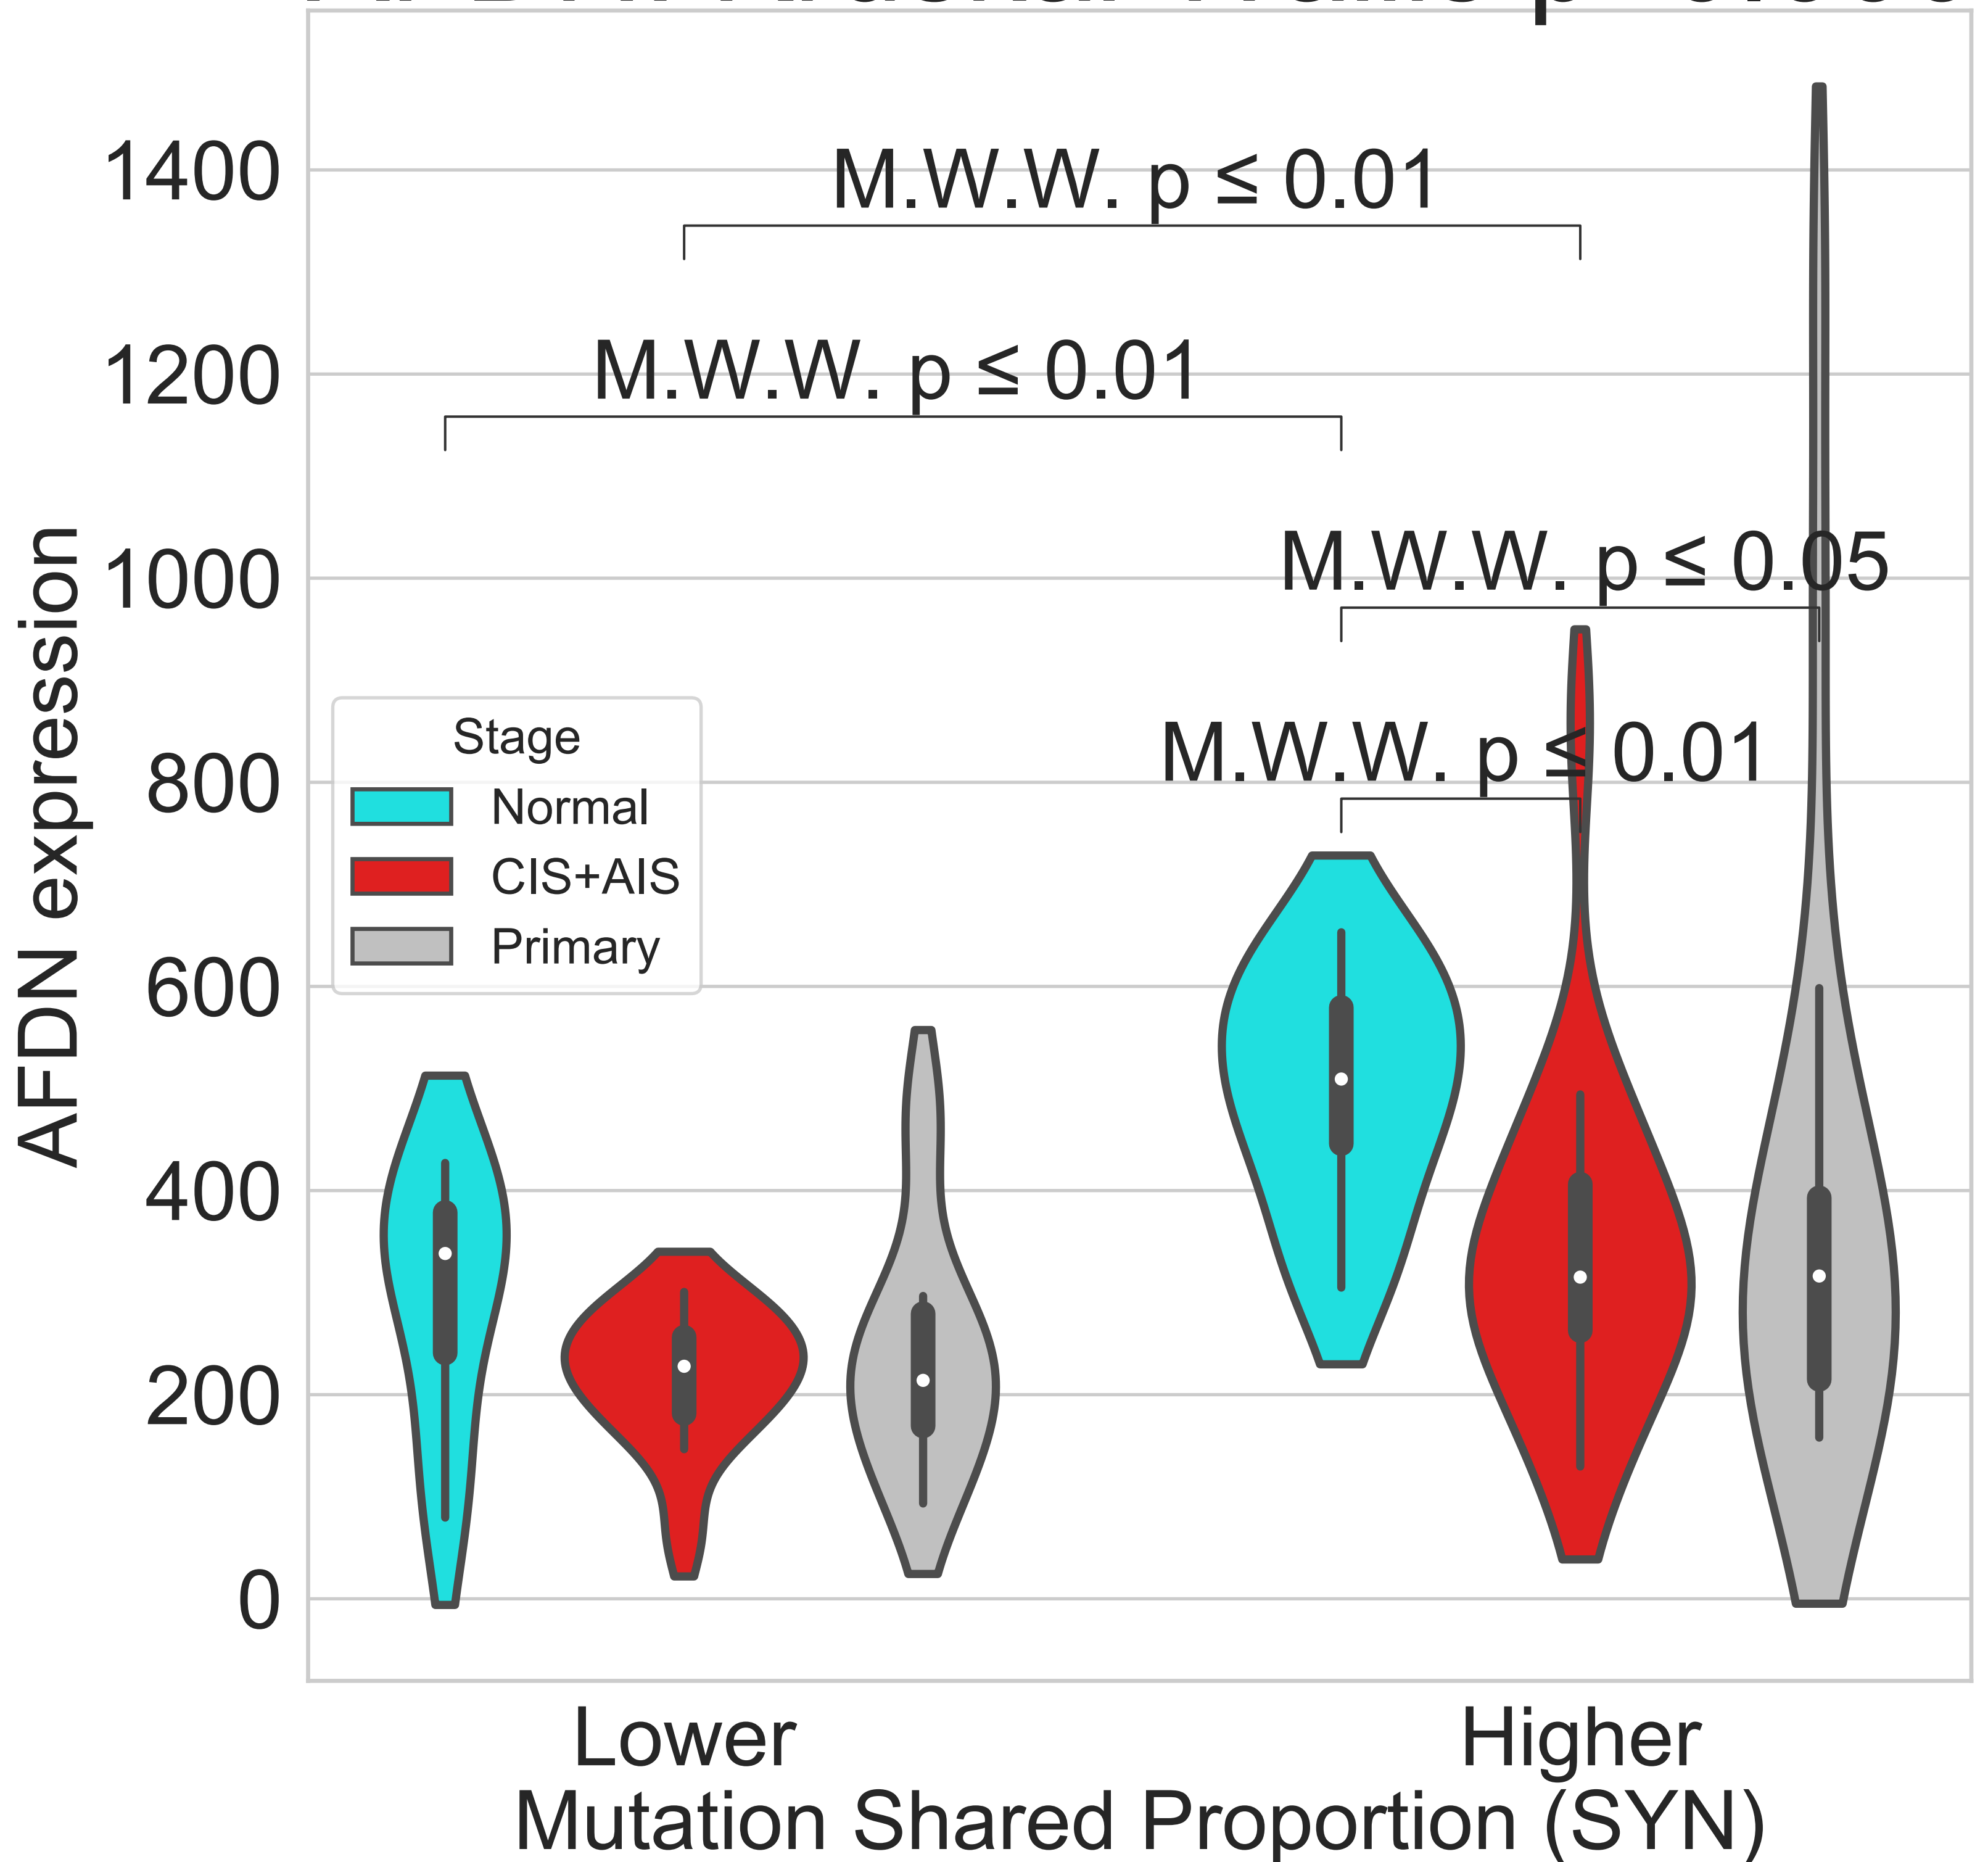 1400
1200
1000
800
600
400
200
0
AFDN expression
M.W.W. p ≤ 0.01
M.W.W. p ≤ 0.01
M.W.W. p ≤ 0.05
M.W.W. p ≤ 0.01
Stage
Normal
CIS+AIS
Primary
Lower Higher
Mutation Shared Proportion (SYN)